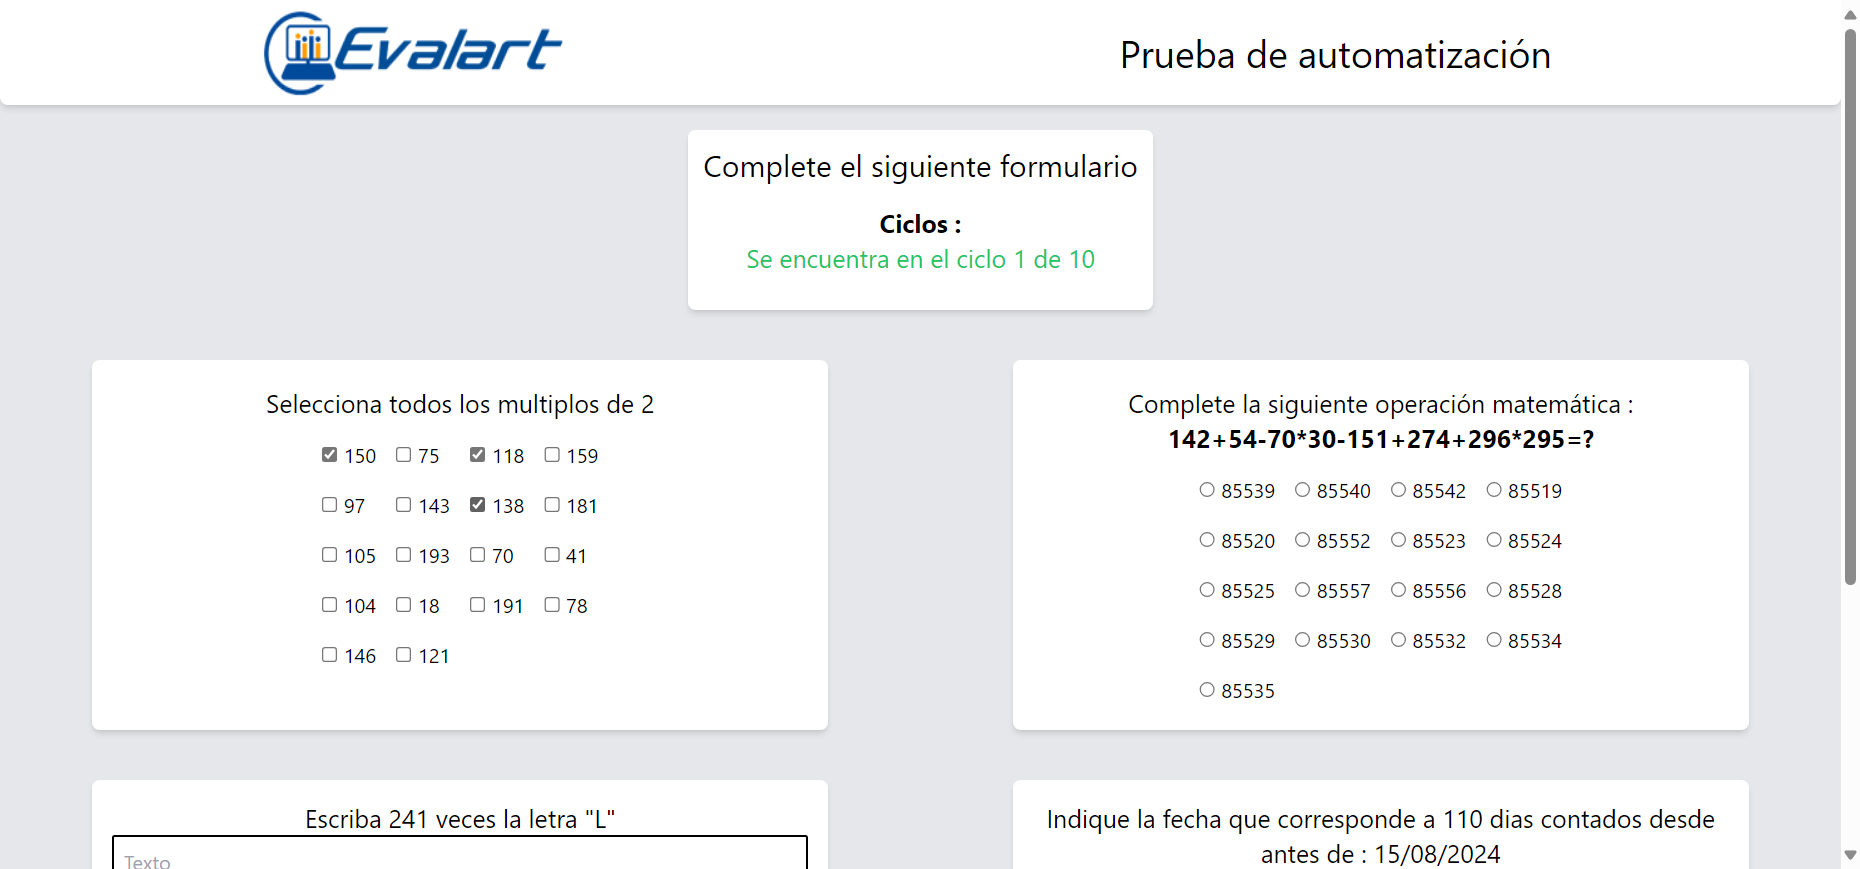 Evalart
Prueba de automatización
Complete el siguiente formulario
Ciclos :
Se encuentra en el ciclo 1 de 10
Selecciona todos los multiplos de 2
150 75 118 159
97 143 138 181
105 193 70 41
104 18 191 78
146 121
Complete la siguiente operación matemática :
142+54-70*30-151+274+296*295=?
85539 85540 85542 85519
85520 85552 85523 85524
85525 85557 85556 85528
85529 85530 85532 85534
85535
Escriba 241 veces la letra "L"
Texto
Indique la fecha que corresponde a 110 dias contados desde
antes de : 15/08/2024